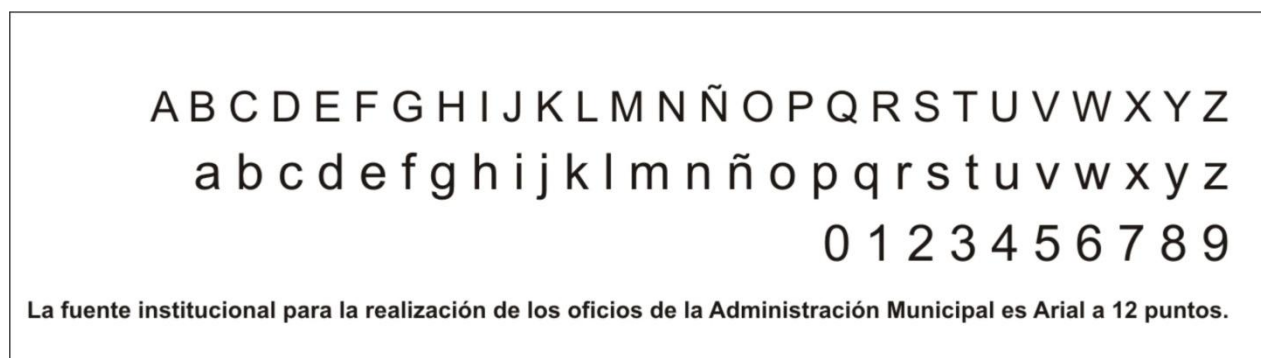 A B C D E F G H I J K L M N Ñ O P Q R S T U V W X Y Z
a b c d e f g h i j k l m n ñ o p q r s t u v w x y z
0 1 2 3 4 5 6 7 8 9
La fuente institucional para la realización de los oficios de la Administración Municipal es Arial a 12 puntos.